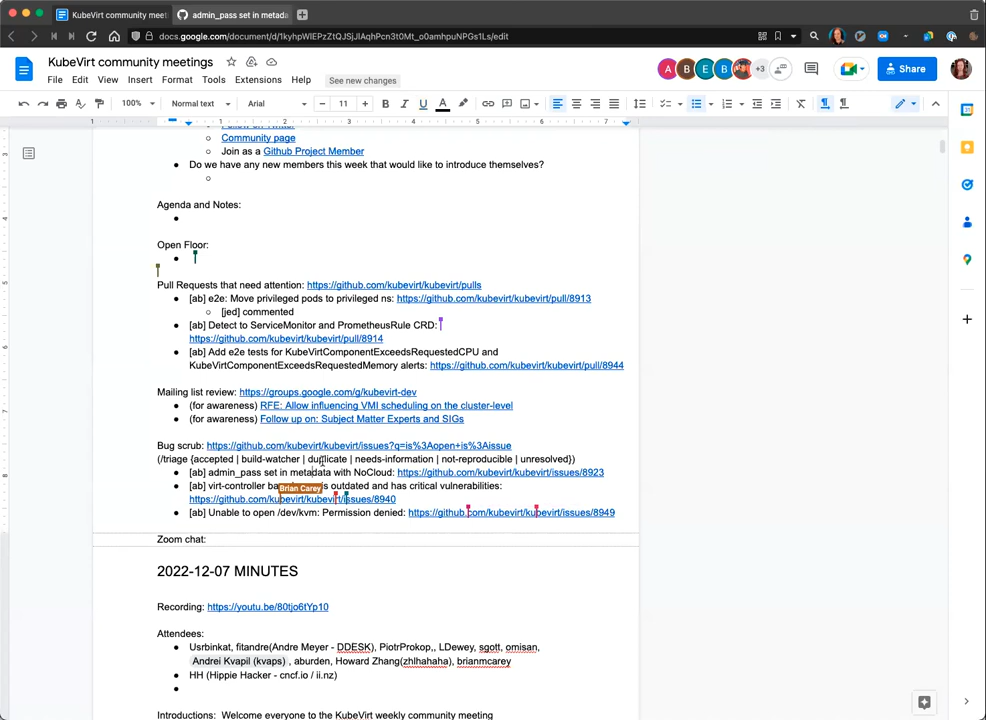 KubeVirt community meet
admin_pass set in metada
docs.google.com/document/d/1kyhpWIEPzZtQJSjJIAqhPcn3t0Mt_o0amhpuNPGs1Ls/edit
KubeVirt community meetings
File Edit View Insert Format Tools Extensions Help See new changes
A B E B +3
Share
100% Normal text Arial 11 B I U A
1 1 2 3 4 5 6 7
Community page
Join as a Github Project Member
Do we have any new members this week that would like to introduce themselves?
Agenda and Notes:
Open Floor:
Pull Requests that need attention: https://github.com/kubevirt/kubevirt/pulls
[ab] e2e: Move privileged pods to privileged ns: https://github.com/kubevirt/kubevirt/pull/8913
[jed] commented
[ab] Detect to ServiceMonitor and PrometheusRule CRD:
https://github.com/kubevirt/kubevirt/pull/8914
[ab] Add e2e tests for KubeVirtComponentExceedsRequestedCPU and
KubeVirtComponentExceedsRequestedMemory alerts: https://github.com/kubevirt/kubevirt/pull/8944
Mailing list review: https://groups.google.com/g/kubevirt-dev
(for awareness) RFE: Allow influencing VMI scheduling on the cluster-level
(for awareness) Follow up on: Subject Matter Experts and SIGs
Bug scrub: https://github.com/kubevirt/kubevirt/issues?q=is%3Aopen+is%3Aissue
(/triage {accepted | build-watcher | duplicate | needs-information | not-reproducible | unresolved})
[ab] admin_pass set in metadata with NoCloud: https://github.com/kubevirt/kubevirt/issues/8923
[ab] virt-controller ba is outdated and has critical vulnerabilities:
Brian Carey
https://github.com/kubevirt/kubevirt/issues/8940
[ab] Unable to open /dev/kvm: Permission denied: https://github.com/kubevirt/kubevirt/issues/8949
Zoom chat:
2022-12-07 MINUTES
Recording: https://youtu.be/80tjo6tYp10
Attendees:
Usrbinkat, fitandre(Andre Meyer - DDESK), PiotrProkop,, LDewey, sgott, omisan,
Andrei Kvapil (kvaps) , aburden, Howard Zhang(zhlhahaha), brianmcarey
HH (Hippie Hacker - cncf.io / ii.nz)
Introductions: Welcome everyone to the KubeVirt weekly community meeting